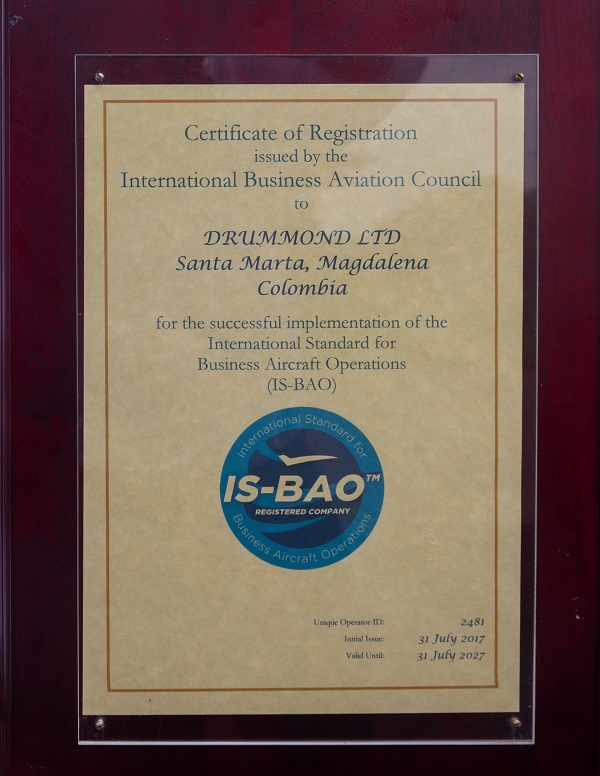 Certificate of Registration
issued by the
International Business Aviation Council
to
DRUMMOND LTD
Santa Marta, Magdalena
Colombia
for the successful implementation of the
International Standard for
Business Aircraft Operations
(IS-BAO)
International Standard for
IS-BAO™
REGISTERED COMPANY
Business Aircraft Operations
Unique Operator ID: 2481
Initial Issue: 31 July 2017
Valid Until: 31 July 2027